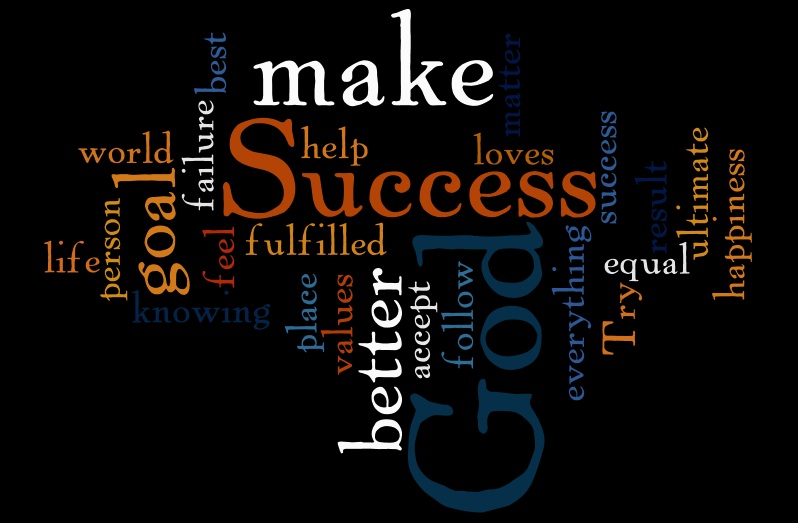 best
make
matter
failure
world
help
loves
Success
success
goal
person
life
feel
fulfilled
God
everything
equal
result
ultimate
happiness
knowing
place
values
better
accept
follow
Try